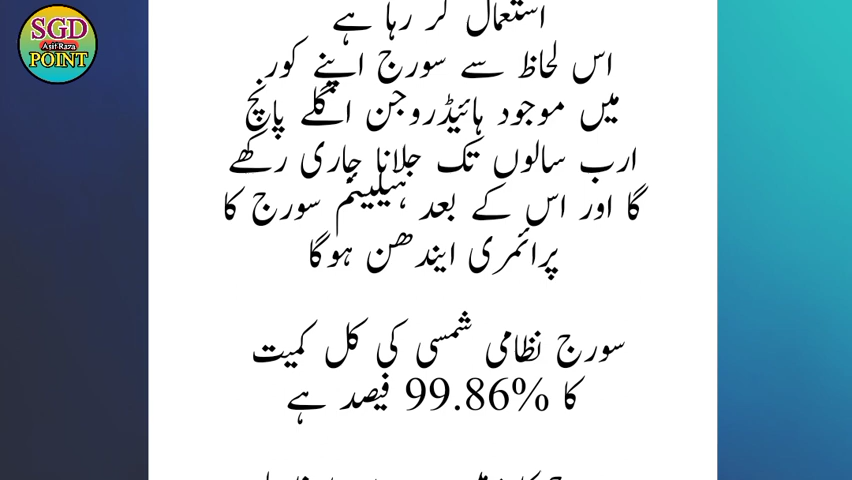 SGD
Asif Raza
POINT
استعمال کر رہا ہے
اس لحاظ سے سورج اپنے کور
میں موجود ہائیڈروجن اگلے پانچ
ارب سالوں تک جلانا جاری رکھے
گا اور اس کے بعد ہیلیئم سورج کا
پرائمری ایندھن ہوگا
سورج نظامی شمسی کی کل کمیت
کا 99.86% فیصد ہے